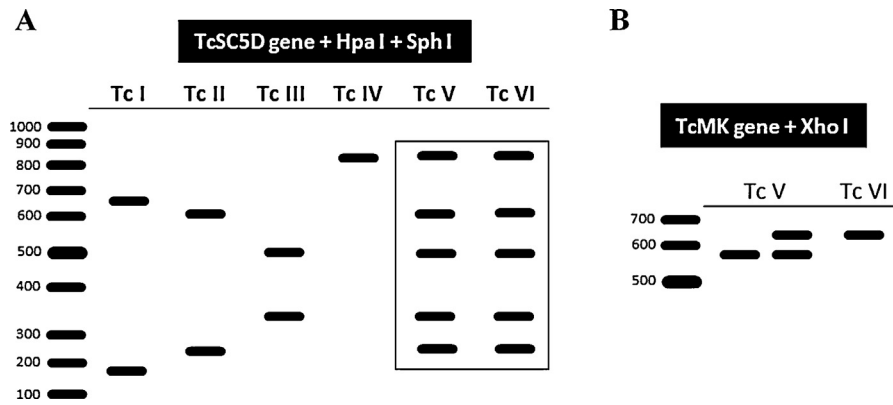 A
TcSC5D gene + Hpa I + Sph I
Tc I Tc II Tc III Tc IV Tc V Tc VI
1000
900
800
700
600
500
400
300
200
100
B
TcMK gene + Xho I
Tc V Tc VI
700
600
500